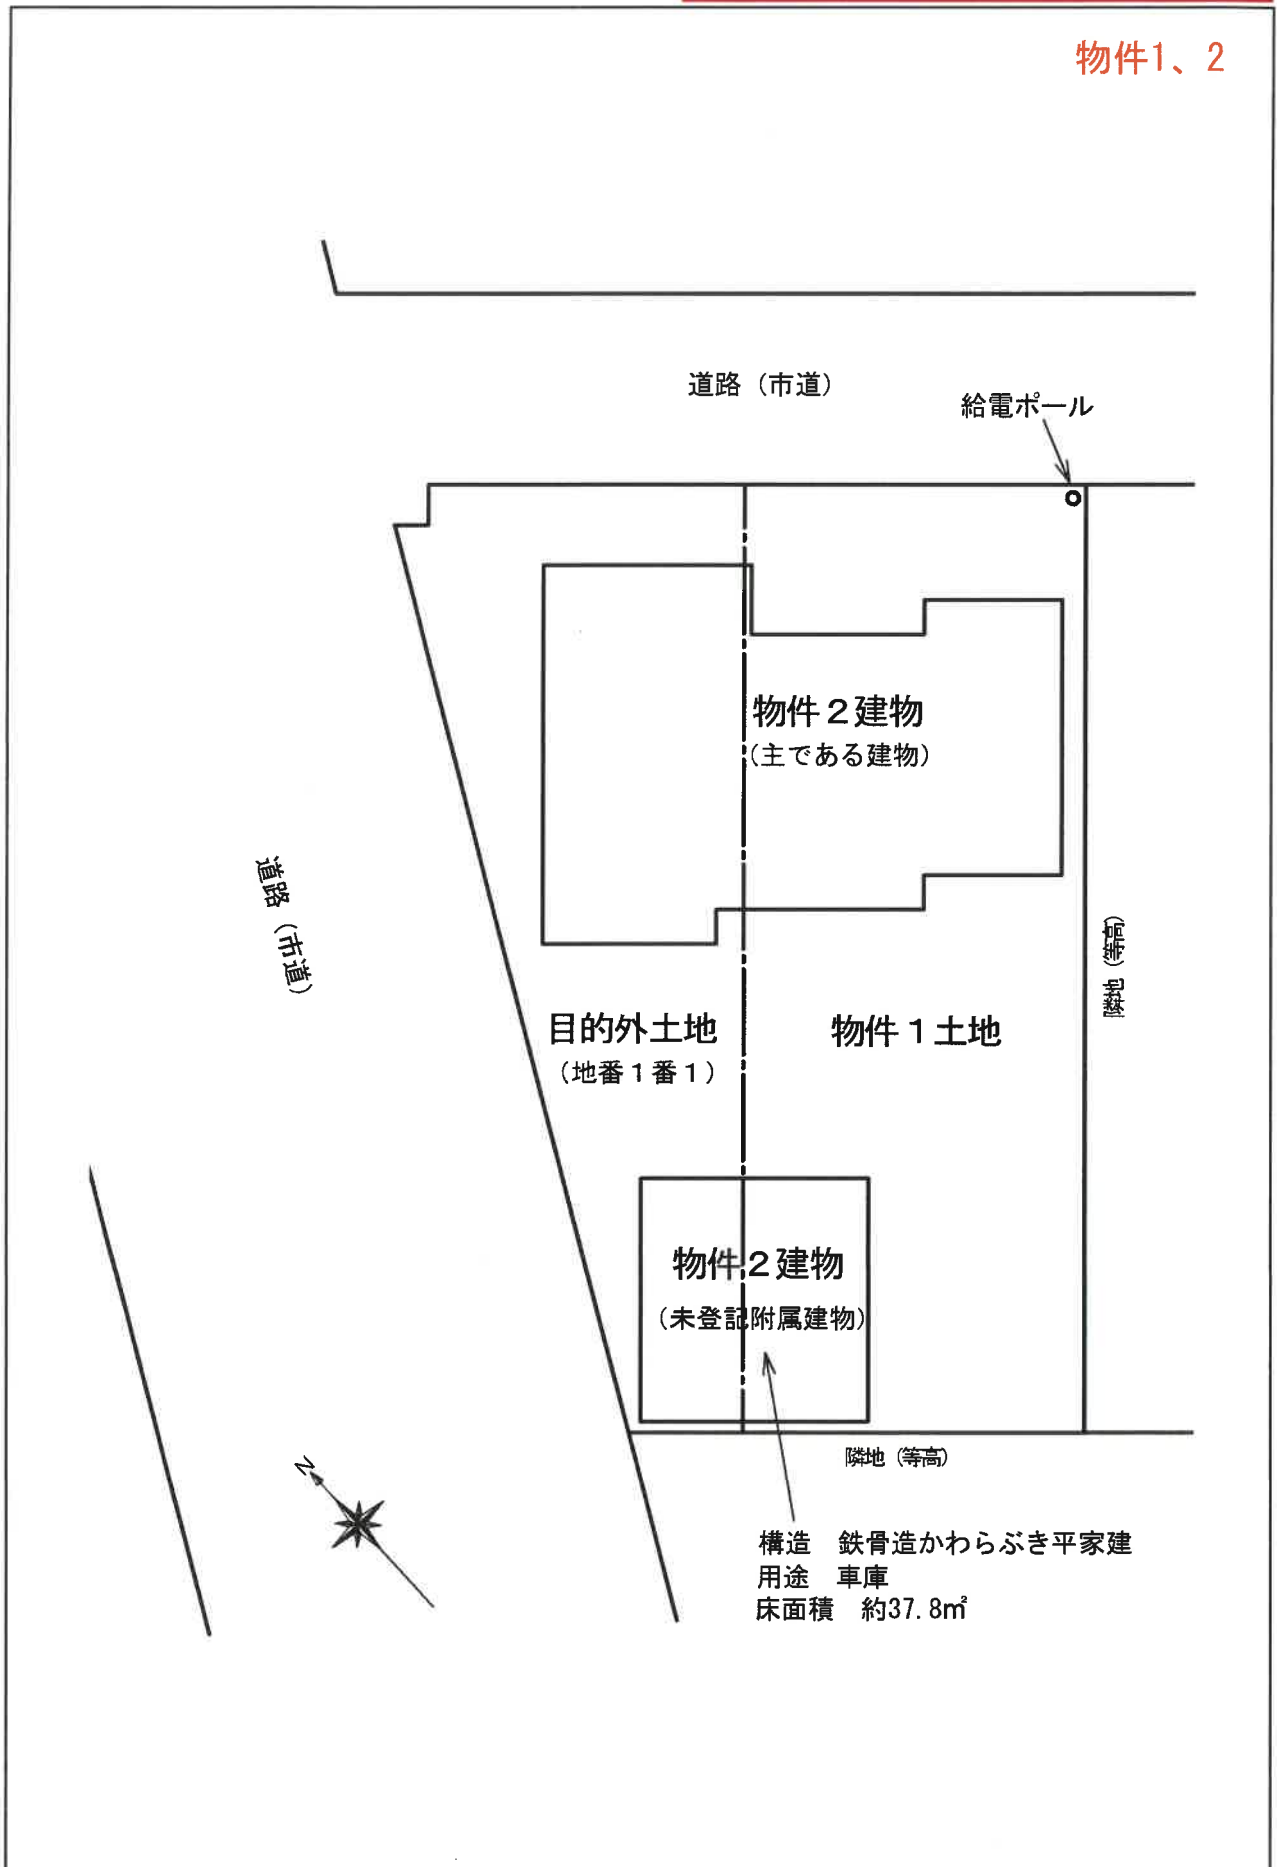 物件1、2
道路（市道）
給電ポール
物件２建物
（主である建物）
道路（市道）
隣地（等高）
目的外土地
（地番１番１）
物件１土地
物件２建物
（未登記附属建物）
N
隣地（等高）
構造　鉄骨造かわらぶき平家建
用途　車庫
床面積　約37.8㎡